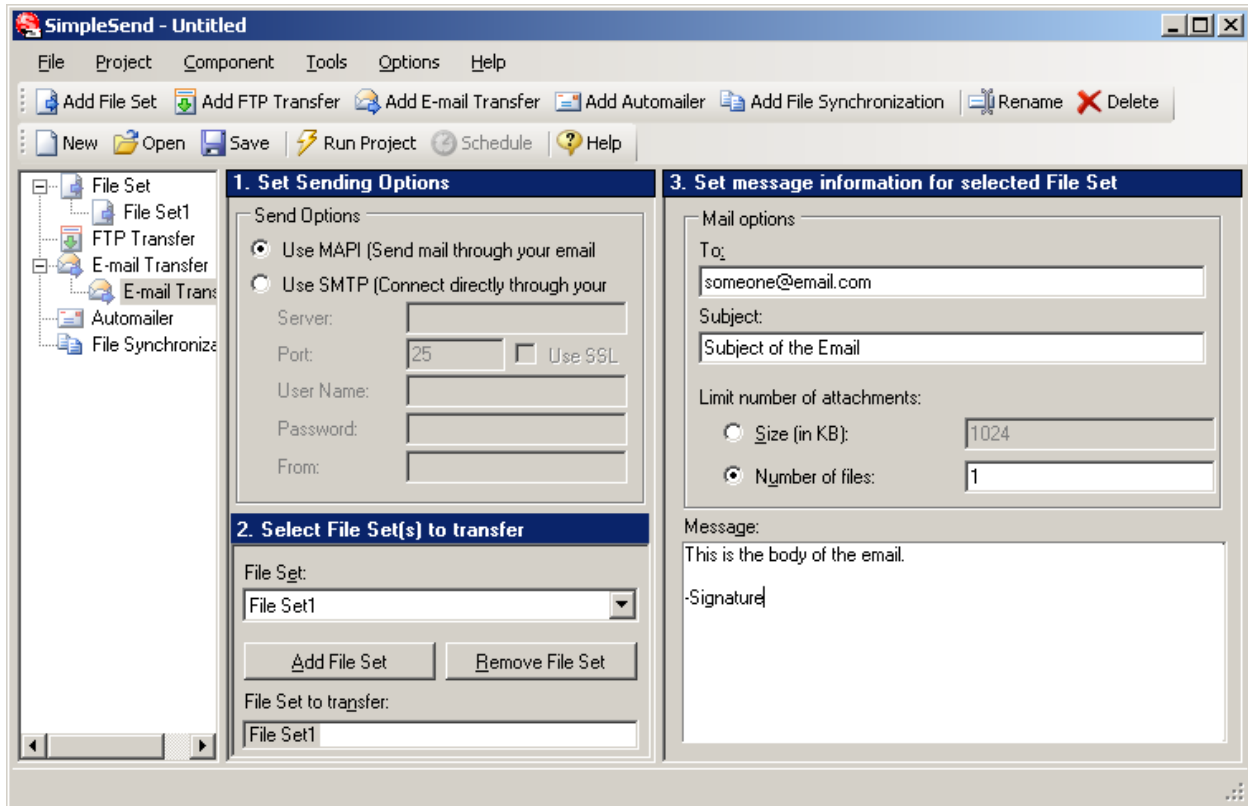 SimpleSend - Untitled
File Project Component Tools Options Help
Add File Set Add FTP Transfer Add E-mail Transfer Add Automailer Add File Synchronization Rename Delete
New Open Save Run Project Schedule Help
File Set
File Set1
FTP Transfer
E-mail Transfer
E-mail Trans
Automailer
File Synchroniza
1. Set Sending Options
Send Options
Use MAPI (Send mail through your email
Use SMTP (Connect directly through your
Server:
Port: 25 Use SSL
User Name:
Password:
From:
2. Select File Set(s) to transfer
File Set:
File Set1
Add File Set Remove File Set
File Set to transfer:
File Set1
3. Set message information for selected File Set
Mail options
To:
someone@email.com
Subject:
Subject of the Email
Limit number of attachments:
Size (in KB): 1024
Number of files: 1
Message:
This is the body of the email.
-Signature